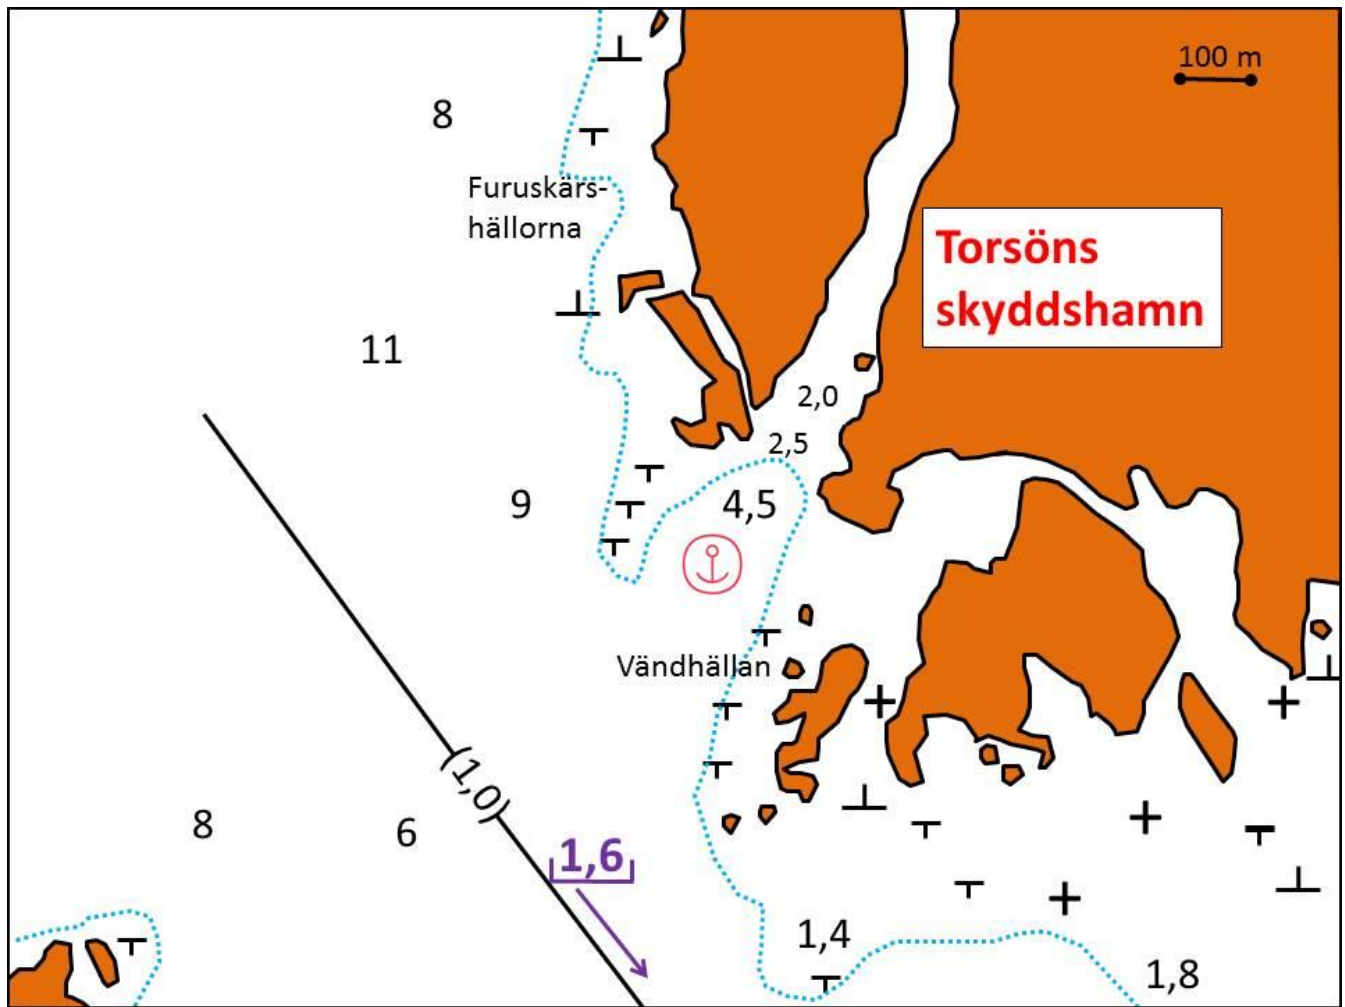 100 m
8
Furuskärs-
hällorna
Torsöns
skyddshamn
11
2,0
2,5
9
4,5
Vändhällan
(1,0)
8
6
1,6
1,4
1,8